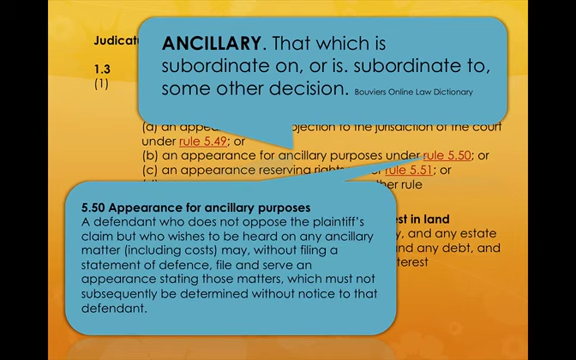 Judicat
ANCILLARY. That which is
subordinate on, or is. subordinate to,
some other decision. Bouviers Online Law Dictionary
1.3
(1)
(a) an appe jection to the jurisdiction of the court
under rule 5.49; or
(b) an appearance for ancillary purposes under rule 5.50; or
(c) an appearance reserving rights rule 5.51; or
her rule
5.50 Appearance for ancillary purposes
A defendant who does not oppose the plaintiff's
claim but who wishes to be heard on any ancillary
matter (including costs) may, without filing a
statement of defence, file and serve an
appearance stating those matters, which must not
subsequently be determined without notice to that
defendant.
est in land
y, and any estate
and any debt, and
terest